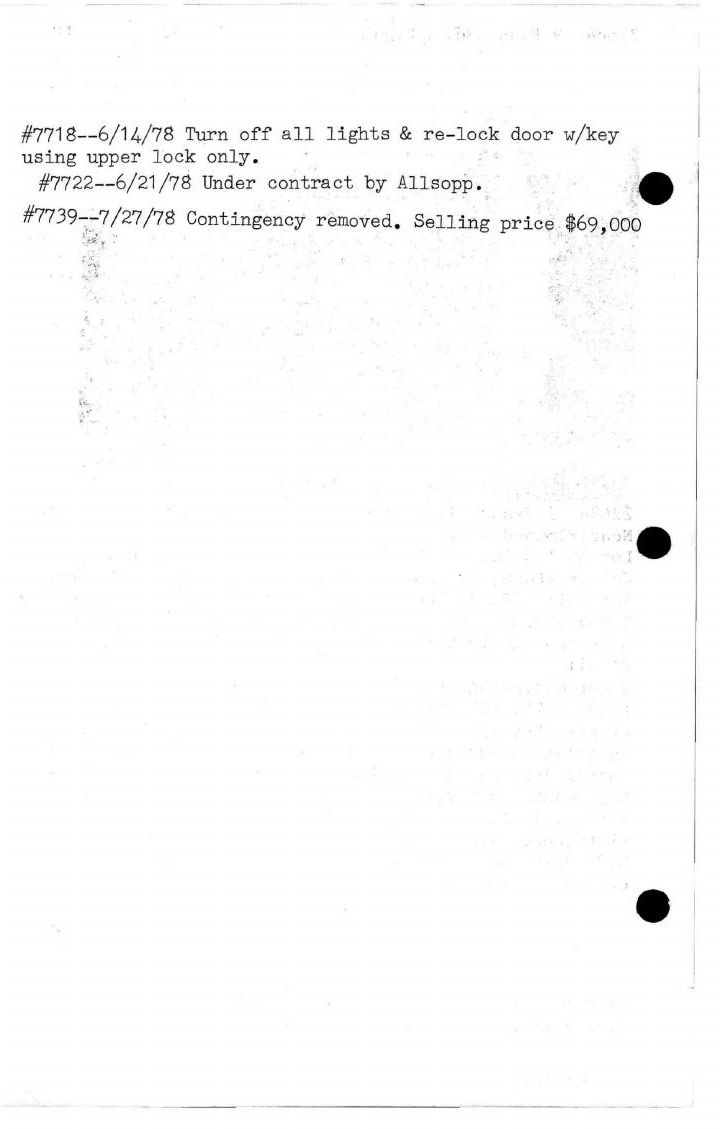 #7718--6/14/78 Turn off all lights & re-lock door w/key
using upper lock only.
#7722--6/21/78 Under contract by Allsopp.
#7739--7/27/78 Contingency removed. Selling price $69,000